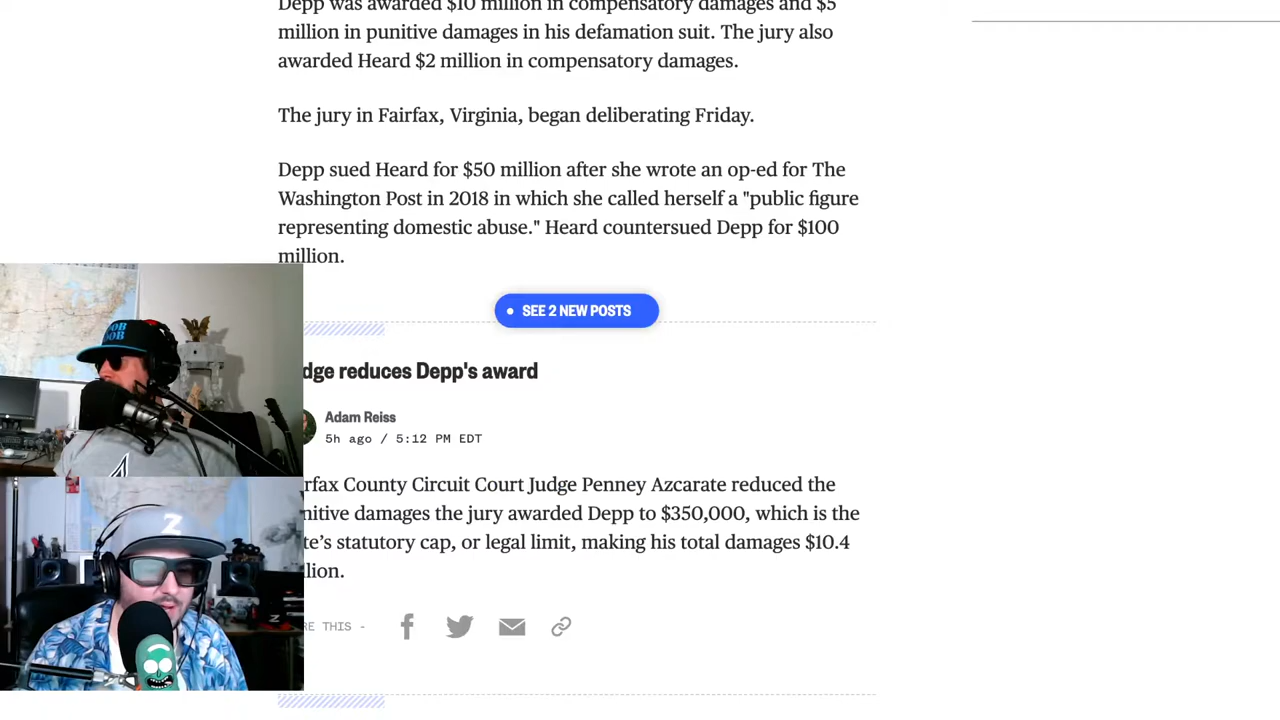 Depp was awarded $10 million in compensatory damages and $5
million in punitive damages in his defamation suit. The jury also
awarded Heard $2 million in compensatory damages.
The jury in Fairfax, Virginia, began deliberating Friday.
Depp sued Heard for $50 million after she wrote an op-ed for The
Washington Post in 2018 in which she called herself a "public figure
representing domestic abuse." Heard countersued Depp for $100
million.
SEE 2 NEW POSTS
dge reduces Depp's award
Adam Reiss
5h ago / 5:12 PM EDT
rfax County Circuit Court Judge Penney Azcarate reduced the
nitive damages the jury awarded Depp to $350,000, which is the
te’s statutory cap, or legal limit, making his total damages $10.4
lion.
RE THIS -
Z